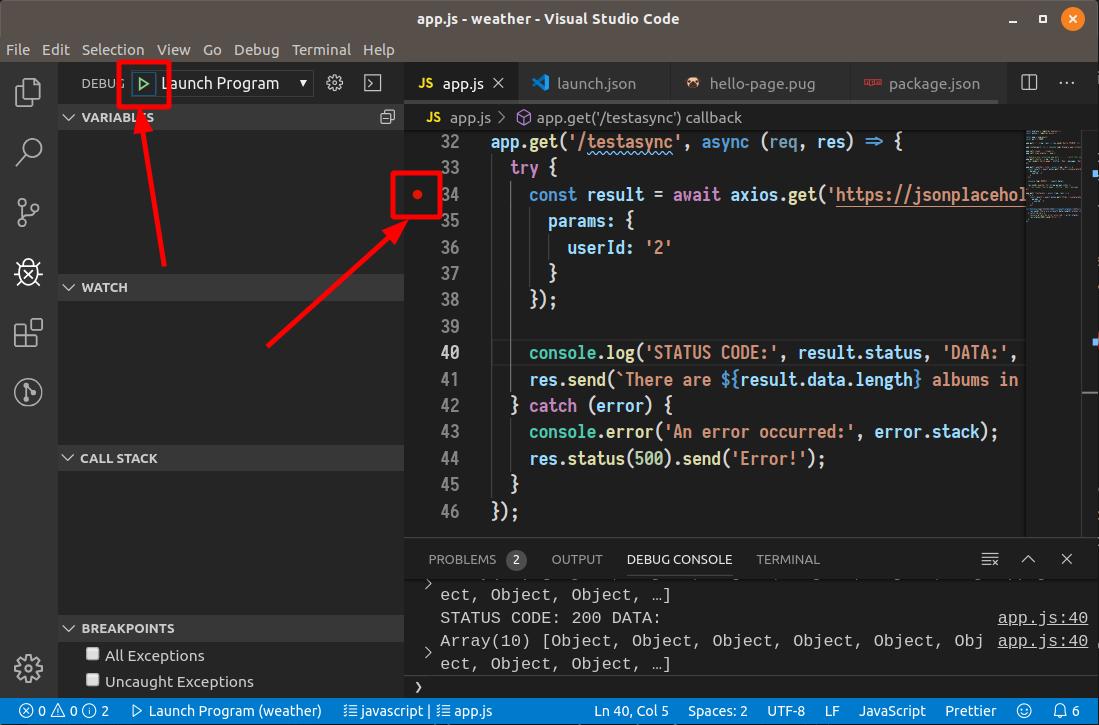 app.js - weather - Visual Studio Code
File Edit Selection View Go Debug Terminal Help
DEBUG Launch Program
JS app.js launch.json hello-page.pug npm package.json
VARIABLES
JS app.js > app.get('/testasync') callback
32 app.get('/testasync', async (req, res) => {
33 try {
34 const result = await axios.get('https://jsonplacehol
35 params: {
36 userId: '2'
37 }
38 });
39
40 console.log('STATUS CODE:', result.status, 'DATA:',
41 res.send(`There are ${result.data.length} albums in
42 } catch (error) {
43 console.error('An error occurred:', error.stack);
44 res.status(500).send('Error!');
45 }
46 });
WATCH
CALL STACK
BREAKPOINTS
All Exceptions
Uncaught Exceptions
PROBLEMS 2 OUTPUT DEBUG CONSOLE TERMINAL
ect, Object, Object, …]
STATUS CODE: 200 DATA: app.js:40
> Array(10) [Object, Object, Object, Object, Object, Obj app.js:40
ect, Object, Object, …]
❯
0 0 2 Launch Program (weather) javascript | app.js Ln 40, Col 5 Spaces: 2 UTF-8 LF JavaScript Prettier 6